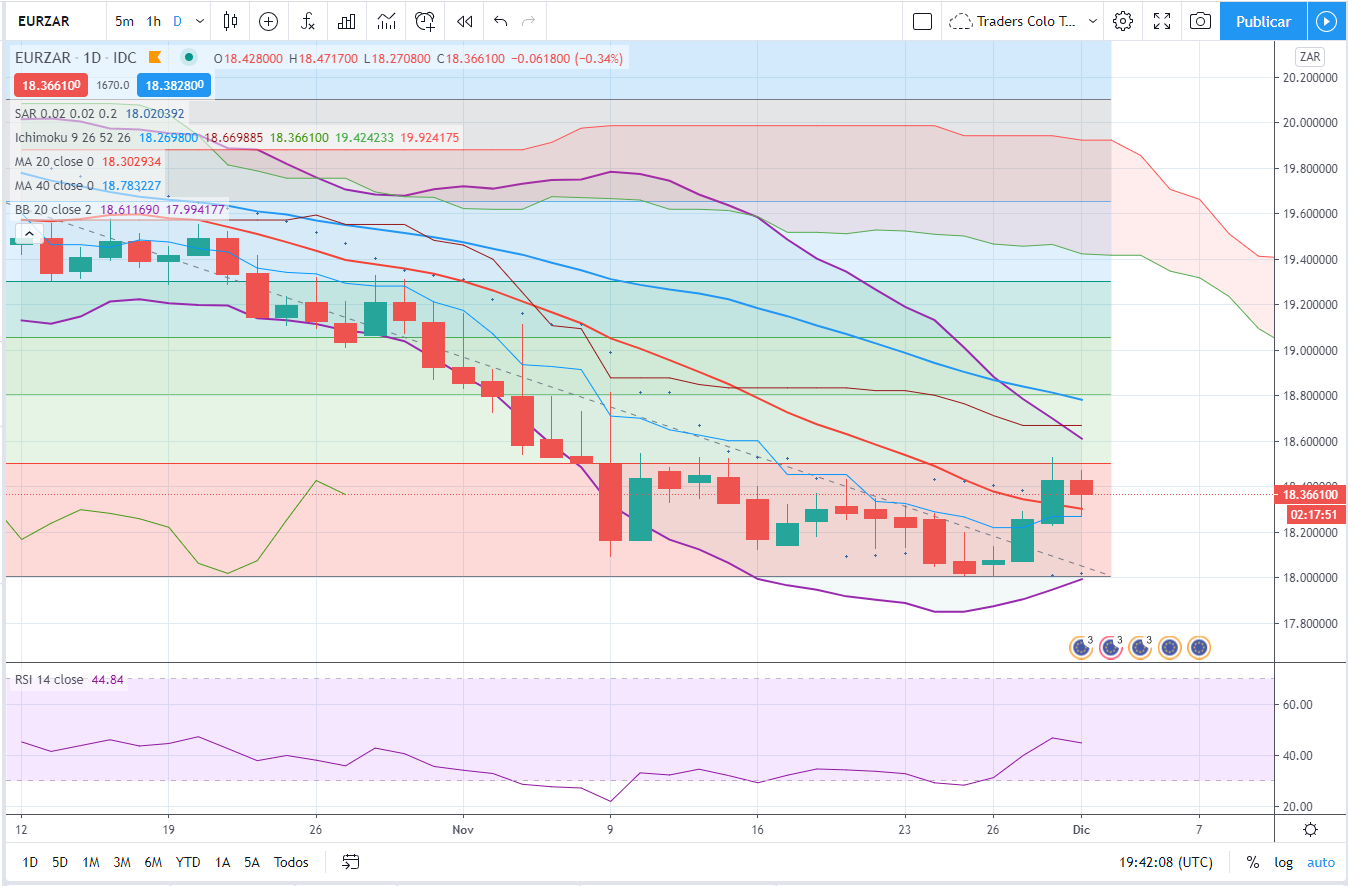 EURZAR 5m 1h D Traders Colo T... Publicar
EURZAR · 1D · IDC O18.428000 H18.471700 L18.270800 C18.366100 −0.061800 (−0.34%)
18.366100 1670.0 18.382800
SAR 0.02 0.02 0.2 18.020392
Ichimoku 9 26 52 26 18.269800 18.669885 18.366100 19.424233 19.924175
MA 20 close 0 18.302934
MA 40 close 0 18.783227
BB 20 close 2 18.611690 17.994177
ZAR
20.200000
20.000000
19.800000
19.600000
19.400000
19.200000
19.000000
18.800000
18.600000
18.366100
02:17:51
18.200000
18.000000
17.800000
3 3 3
RSI 14 close 44.84
60.00
40.00
20.00
12 19 26 Nov 9 16 23 26 Dic 7
1D 5D 1M 3M 6M YTD 1A 5A Todos 19:42:08 (UTC) % log auto